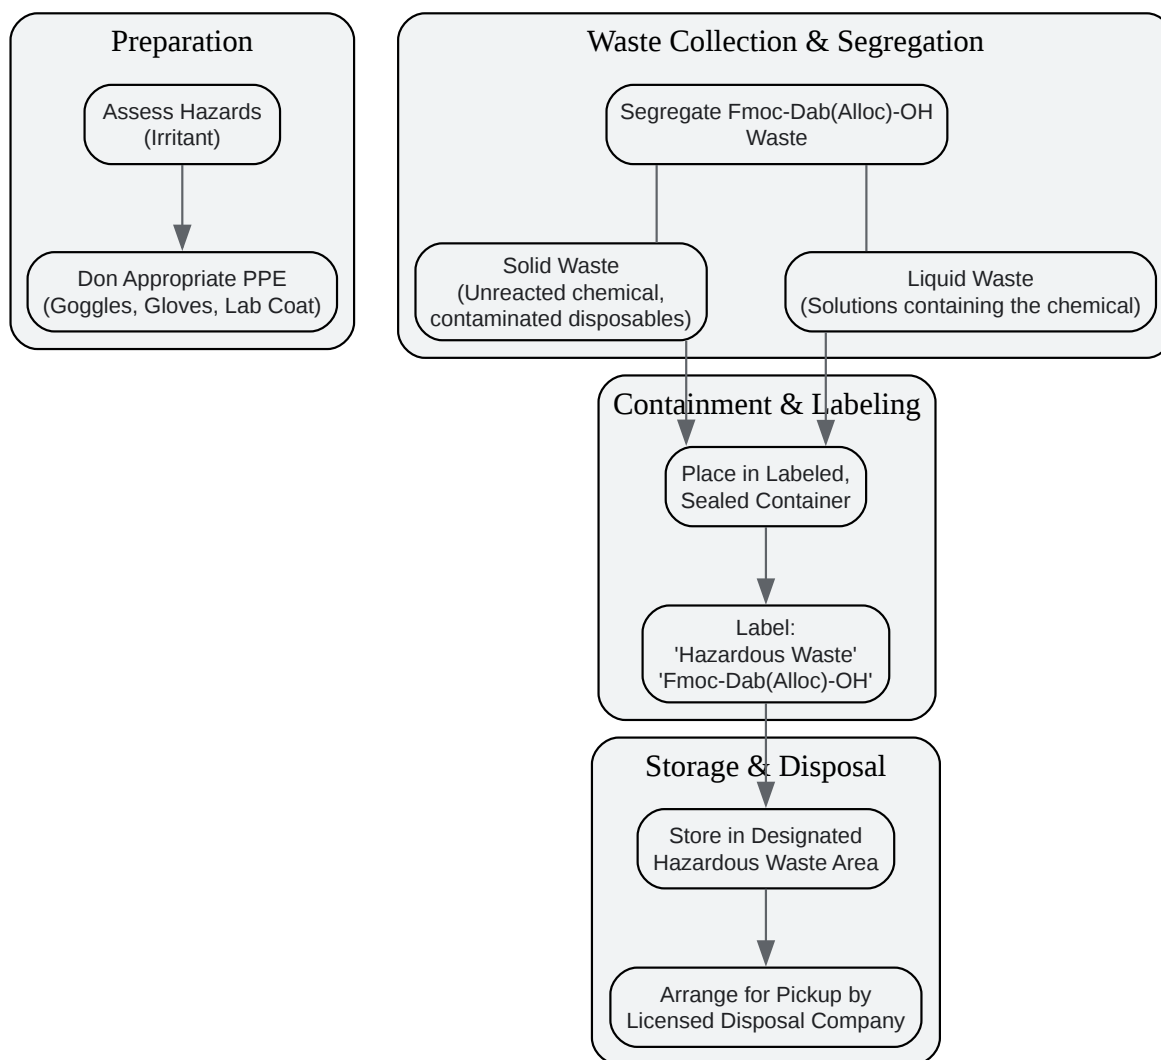 Preparation
Assess Hazards
(Irritant)
Don Appropriate PPE
(Goggles, Gloves, Lab Coat)
Waste Collection & Segregation
Segregate Fmoc-Dab(Alloc)-OH
Waste
Solid Waste
(Unreacted chemical,
contaminated disposables)
Liquid Waste
(Solutions containing the chemical)
Containment & Labeling
Place in Labeled,
Sealed Container
Label:
'Hazardous Waste'
'Fmoc-Dab(Alloc)-OH'
Storage & Disposal
Store in Designated
Hazardous Waste Area
Arrange for Pickup by
Licensed Disposal Company